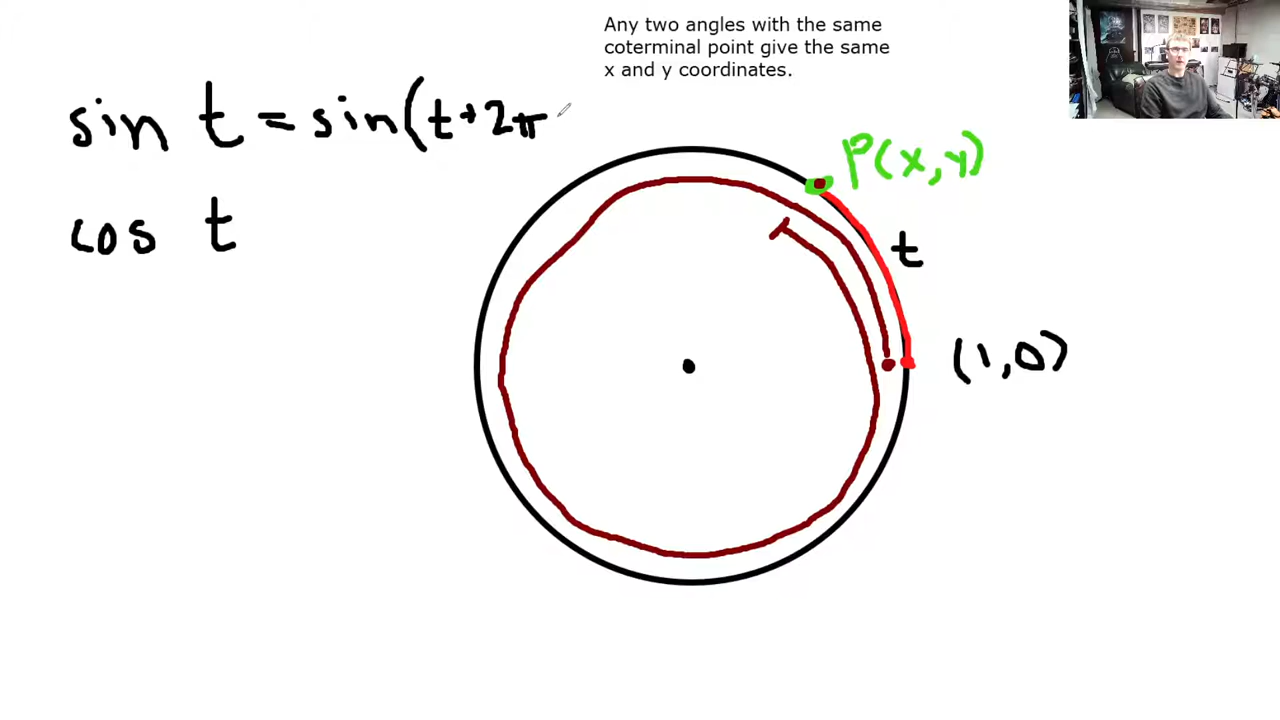 Any two angles with the same
coterminal point give the same
x and y coordinates.
sin t = sin(t+2π
cos t
P(x,y)
t
(1,0)